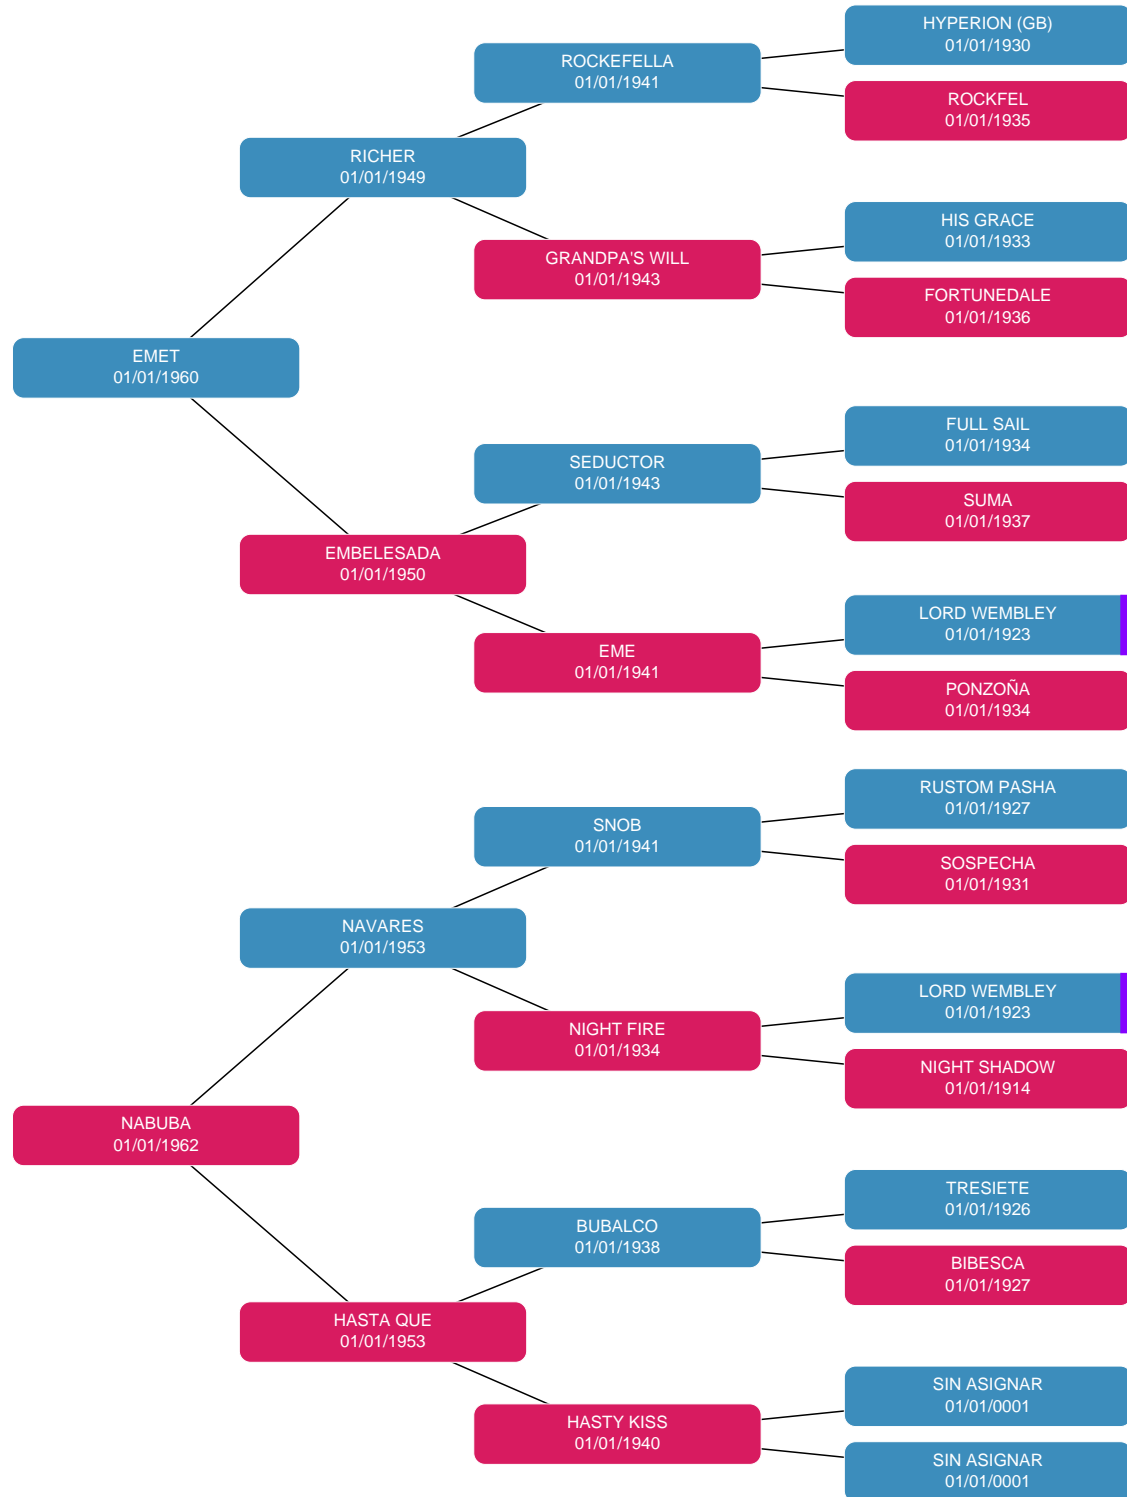 HYPERION (GB)
01/01/1930
ROCKEFELLA
01/01/1941
ROCKFEL
01/01/1935
RICHER
01/01/1949
HIS GRACE
01/01/1933
GRANDPA'S WILL
01/01/1943
FORTUNEDALE
01/01/1936
EMET
01/01/1960
FULL SAIL
01/01/1934
SEDUCTOR
01/01/1943
SUMA
01/01/1937
EMBELESADA
01/01/1950
LORD WEMBLEY
01/01/1923
EME
01/01/1941
PONZOÑA
01/01/1934
RUSTOM PASHA
01/01/1927
SNOB
01/01/1941
SOSPECHA
01/01/1931
NAVARES
01/01/1953
LORD WEMBLEY
01/01/1923
NIGHT FIRE
01/01/1934
NIGHT SHADOW
01/01/1914
NABUBA
01/01/1962
TRESIETE
01/01/1926
BUBALCO
01/01/1938
BIBESCA
01/01/1927
HASTA QUE
01/01/1953
SIN ASIGNAR
01/01/0001
HASTY KISS
01/01/1940
SIN ASIGNAR
01/01/0001